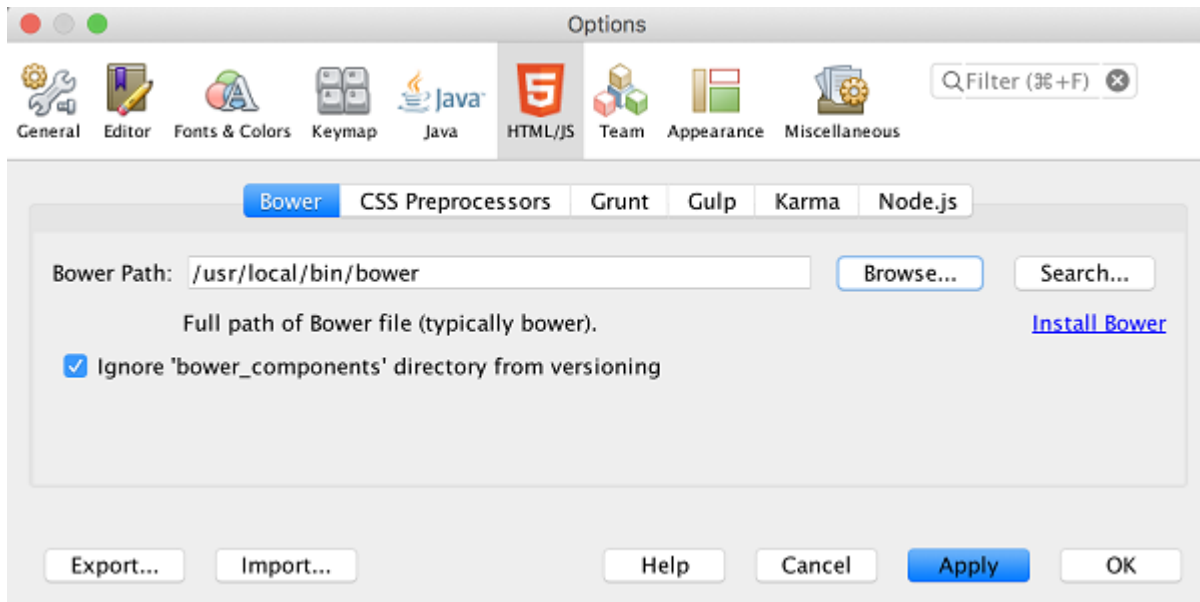 Options
Filter (⌘+F)
Java
5
General Editor Fonts & Colors Keymap Java HTML/JS Team Appearance Miscellaneous
Bower CSS Preprocessors Grunt Gulp Karma Node.js
Bower Path: /usr/local/bin/bower Browse... Search...
Full path of Bower file (typically bower). Install Bower
Ignore 'bower_components' directory from versioning
Export... Import... Help Cancel Apply OK